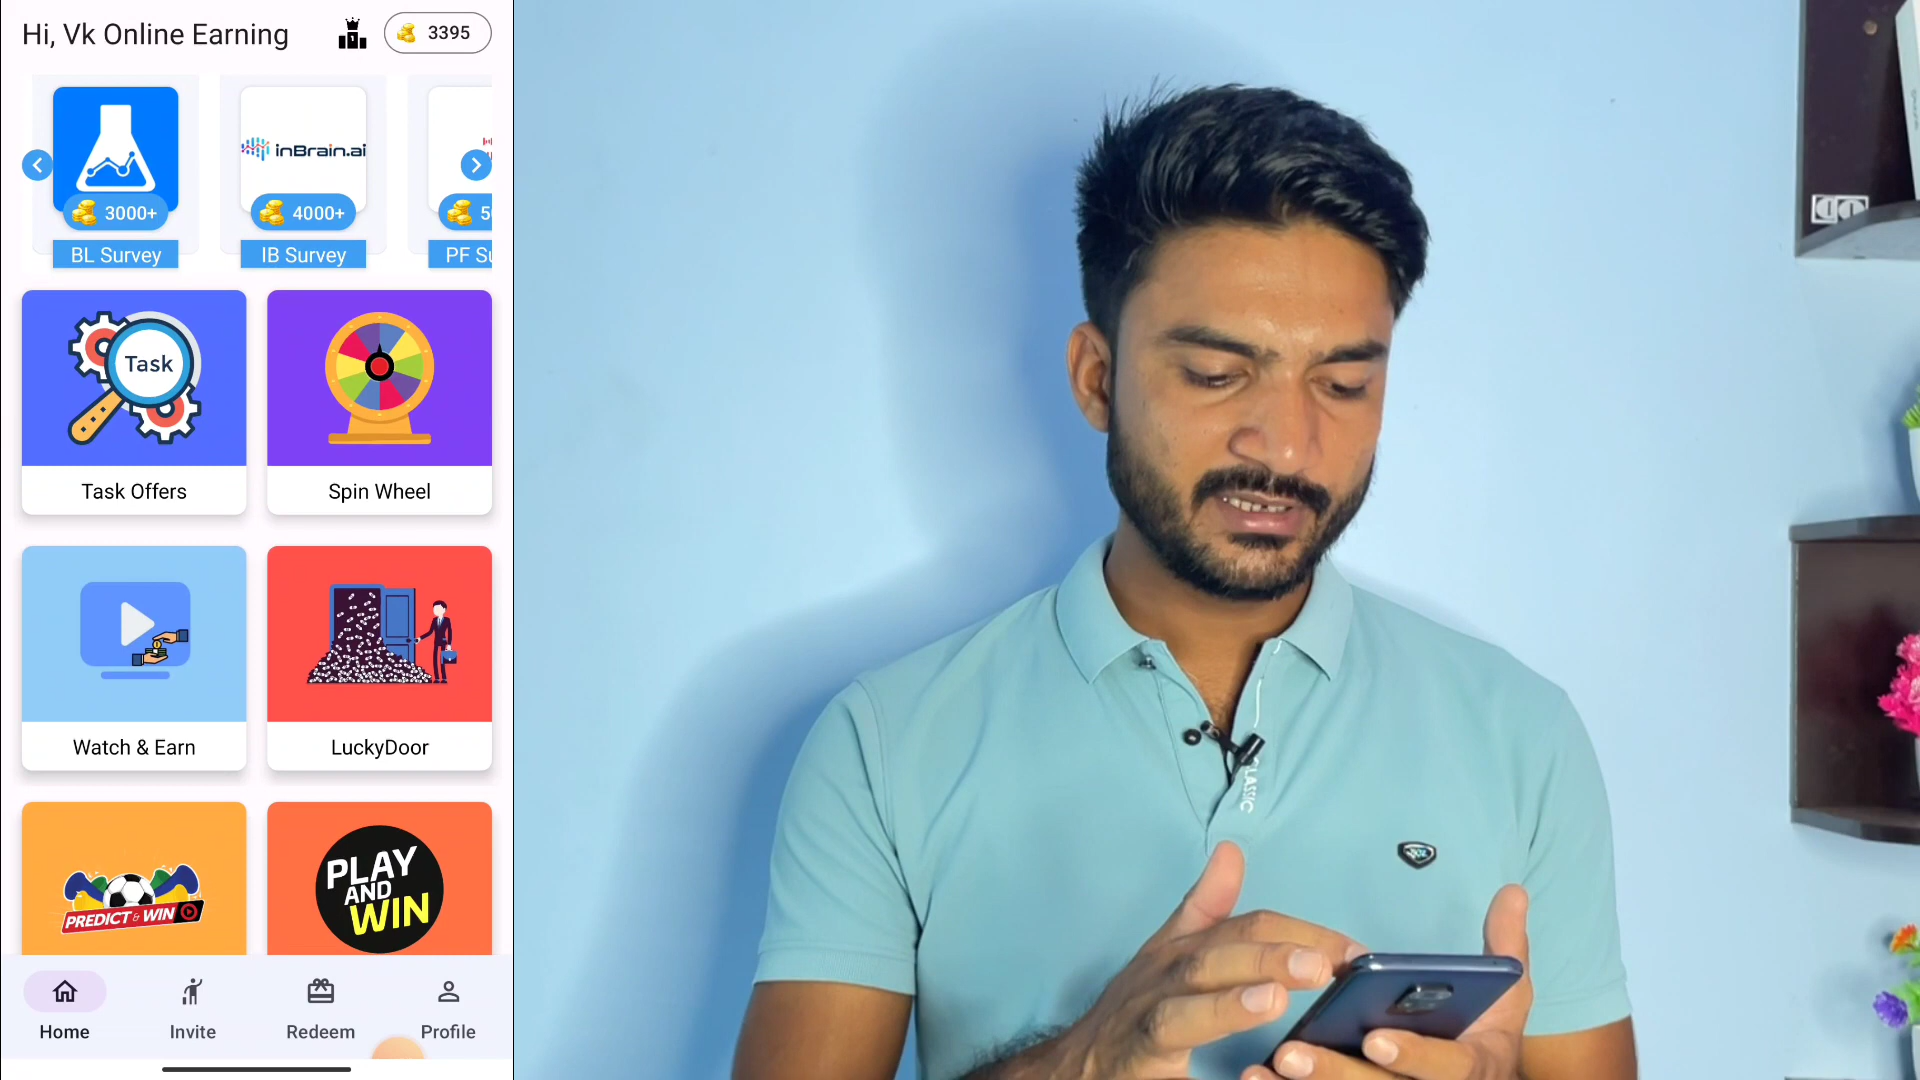 Hi, Vk Online Earning
3395
inBrain.ai
3000+
4000+
BL Survey
IB Survey
Task
Task Offers
Spin Wheel
Watch & Earn
LuckyDoor
PREDICT & WIN
PLAY
AND
WIN
Home
Invite
Redeem
Profile
CLASSIC